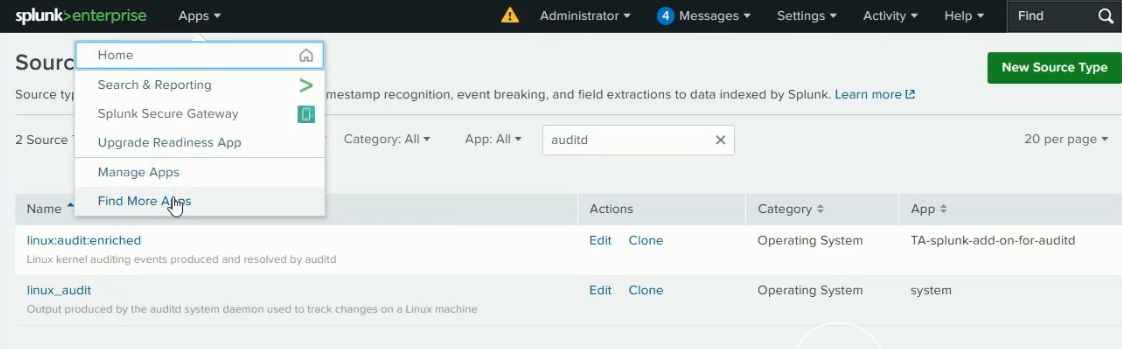 splunk>enterprise Apps Administrator 4 Messages Settings Activity Help Find
Home
Search & Reporting
Splunk Secure Gateway
Upgrade Readiness App
Manage Apps
Find More Apps
Sourc
New Source Type
Source typ mestamp recognition, event breaking, and field extractions to data indexed by Splunk. Learn more
2 Source Category: All App: All auditd 20 per page
Name Actions Category App
linux:audit:enriched Edit Clone Operating System TA-splunk-add-on-for-auditd
Linux kernel auditing events produced and resolved by auditd
linux_audit Edit Clone Operating System system
Output produced by the auditd system daemon used to track changes on a Linux machine